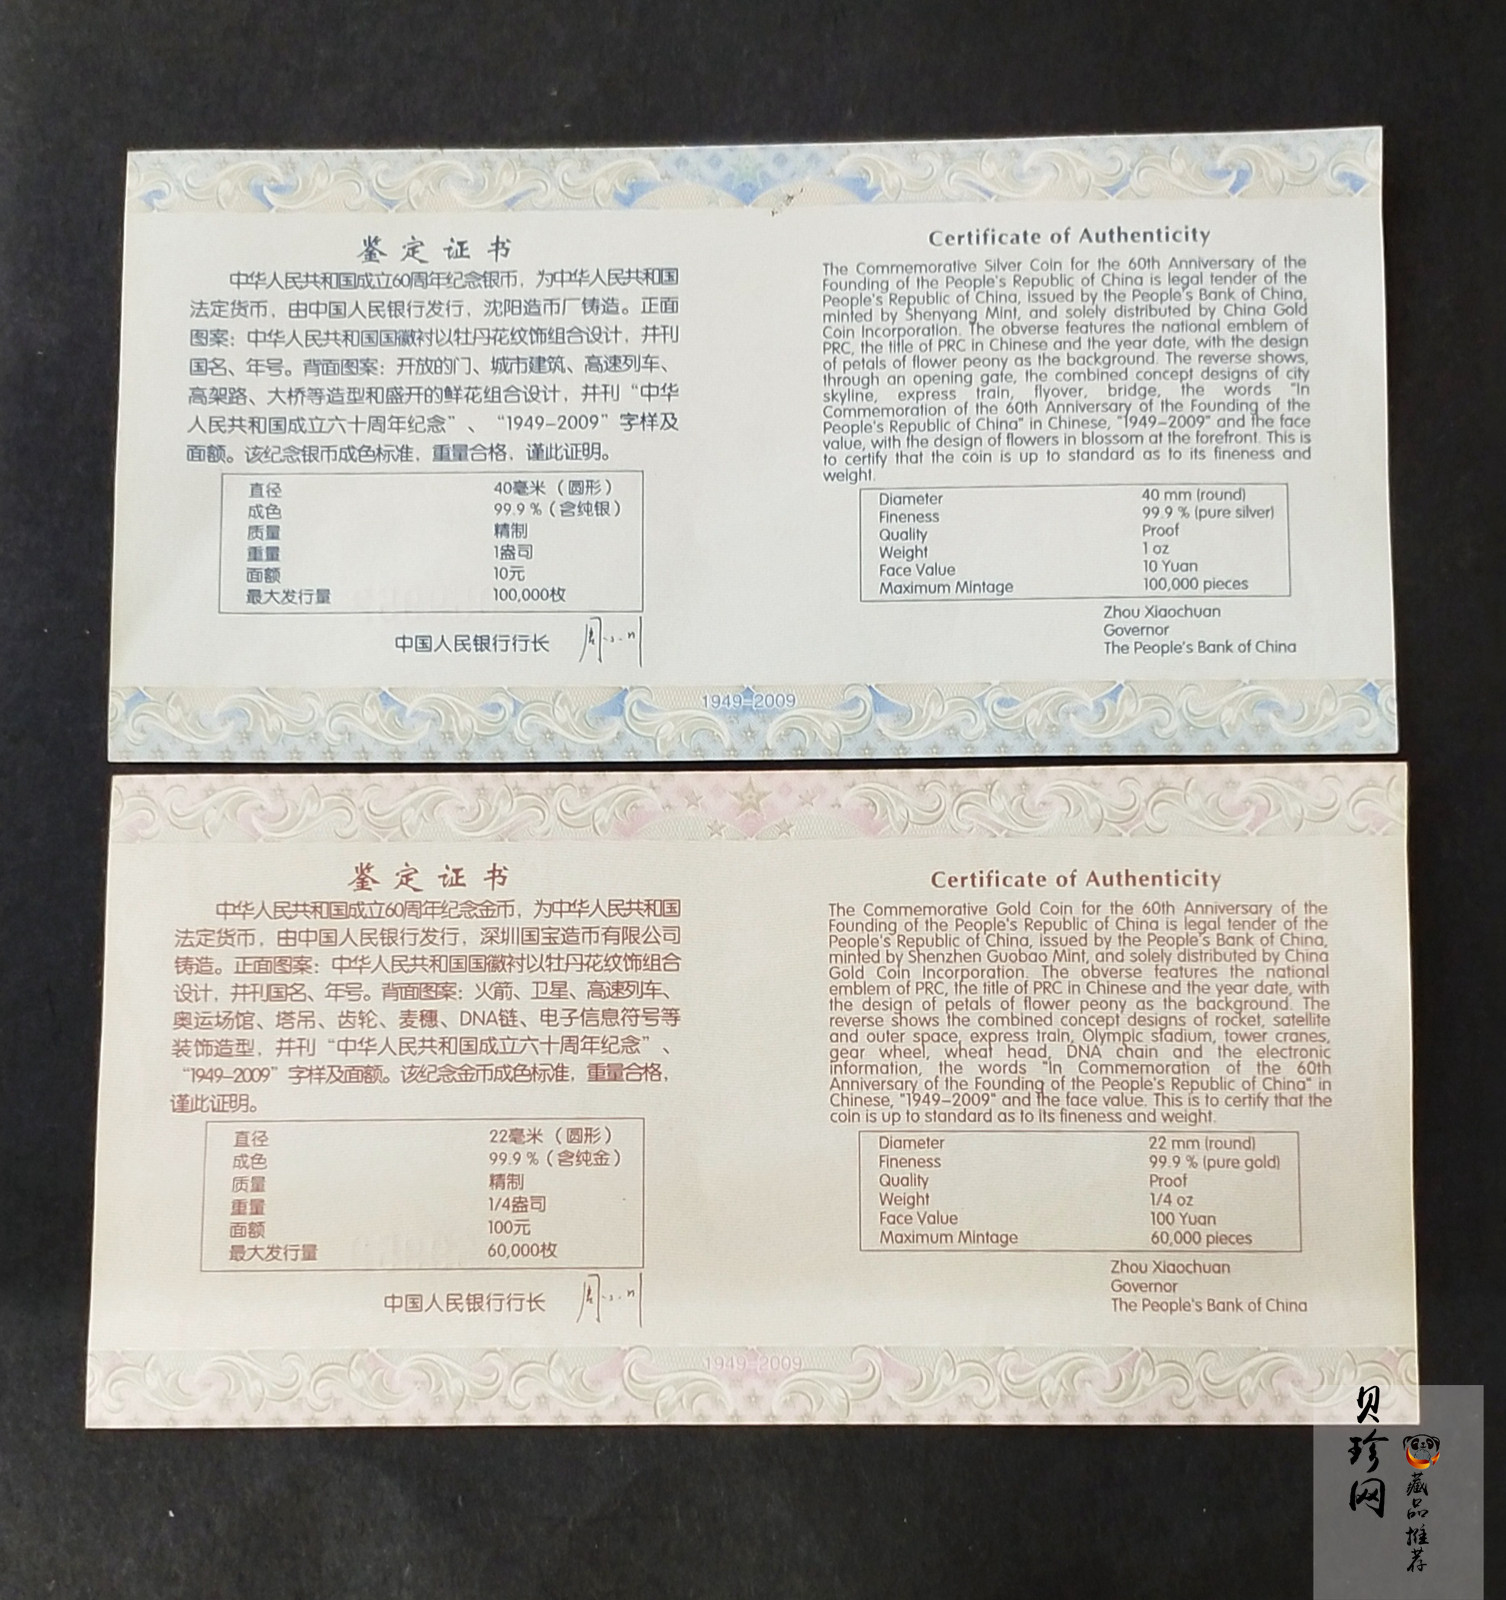 鉴定证书
中华人民共和国成立60周年纪念银币，为中华人民共和国
法定货币，由中国人民银行发行，沈阳造币厂铸造。正面
图案：中华人民共和国国徽衬以牡丹花纹饰组合设计，并刊
国名、年号。背面图案：开放的门、城市建筑、高速列车、
高架路、大桥等造型和盛开的鲜花组合设计，并刊“中华
人民共和国成立六十周年纪念”、“1949-2009”字样及
面额。该纪念银币成色标准，重量合格，谨此证明。
直径 40毫米（圆形）
成色 99.9％（含纯银）
质量 精制
重量 1盎司
面额 10元
最大发行量 100,000枚
中国人民银行行长 周小川
Certificate of Authenticity
The Commemorative Silver Coin for the 60th Anniversary of the
Founding of the People's Republic of China is legal tender of the
People's Republic of China, issued by the People's Bank of China,
minted by Shenyang Mint, and solely distributed by China Gold
Coin Incorporation. The obverse features the national emblem of
PRC, the title of PRC in Chinese and the year date, with the design
of petals of flower peony as the background. The reverse shows,
through an opening gate, the combined concept designs of city
skyline, express train, flyover, bridge, the words "In
Commemoration of the 60th Anniversary of the Founding of the
People's Republic of China" in Chinese, "1949-2009" and the face
value, with the design of flowers in blossom at the forefront. This is
to certify that the coin is up to standard as to its fineness and
weight.
Diameter 40 mm (round)
Fineness 99.9 % (pure silver)
Quality Proof
Weight 1 oz
Face Value 10 Yuan
Maximum Mintage 100,000 pieces
Zhou Xiaochuan
Governor
The People's Bank of China
1949-2009
鉴定证书
中华人民共和国成立60周年纪念金币，为中华人民共和国
法定货币，由中国人民银行发行，深圳国宝造币有限公司
铸造。正面图案：中华人民共和国国徽衬以牡丹花纹饰组合
设计，并刊国名、年号。背面图案：火箭、卫星、高速列车、
奥运场馆、塔吊、齿轮、麦穗、DNA链、电子信息符号等
装饰造型，并刊“中华人民共和国成立六十周年纪念”、
“1949-2009”字样及面额。该纪念金币成色标准，重量合格，
谨此证明。
直径 22毫米（圆形）
成色 99.9％（含纯金）
质量 精制
重量 1/4盎司
面额 100元
最大发行量 60,000枚
中国人民银行行长 周小川
Certificate of Authenticity
The Commemorative Gold Coin for the 60th Anniversary of the
Founding of the People's Republic of China is legal tender of the
People's Republic of China, issued by the People's Bank of China,
minted by Shenzhen Guobao Mint, and solely distributed by China
Gold Coin Incorporation. The obverse features the national
emblem of PRC, the title of PRC in Chinese and the year date, with
the design of petals of flower peony as the background. The
reverse shows the combined concept designs of rocket, satellite
and outer space, express train, Olympic stadium, tower cranes,
gear wheel, wheat head, DNA chain and the electronic
information, the words "In Commemoration of the 60th
Anniversary of the Founding of the People's Republic of China" in
Chinese, "1949-2009" and the face value. This is to certify that the
coin is up to standard as to its fineness and weight.
Diameter 22 mm (round)
Fineness 99.9 % (pure gold)
Quality Proof
Weight 1/4 oz
Face Value 100 Yuan
Maximum Mintage 60,000 pieces
Zhou Xiaochuan
Governor
The People's Bank of China
1949-2009
贝珍网
藏品推荐